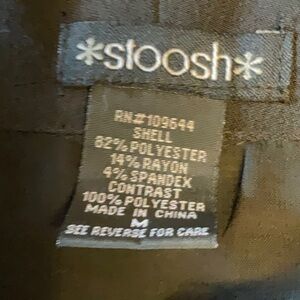 *stoosh*
RN#109644
SHELL
82% POLYESTER
14% RAYON
4% SPANDEX
CONTRAST
100% POLYESTER
MADE IN CHINA
M
SEE REVERSE FOR CARE